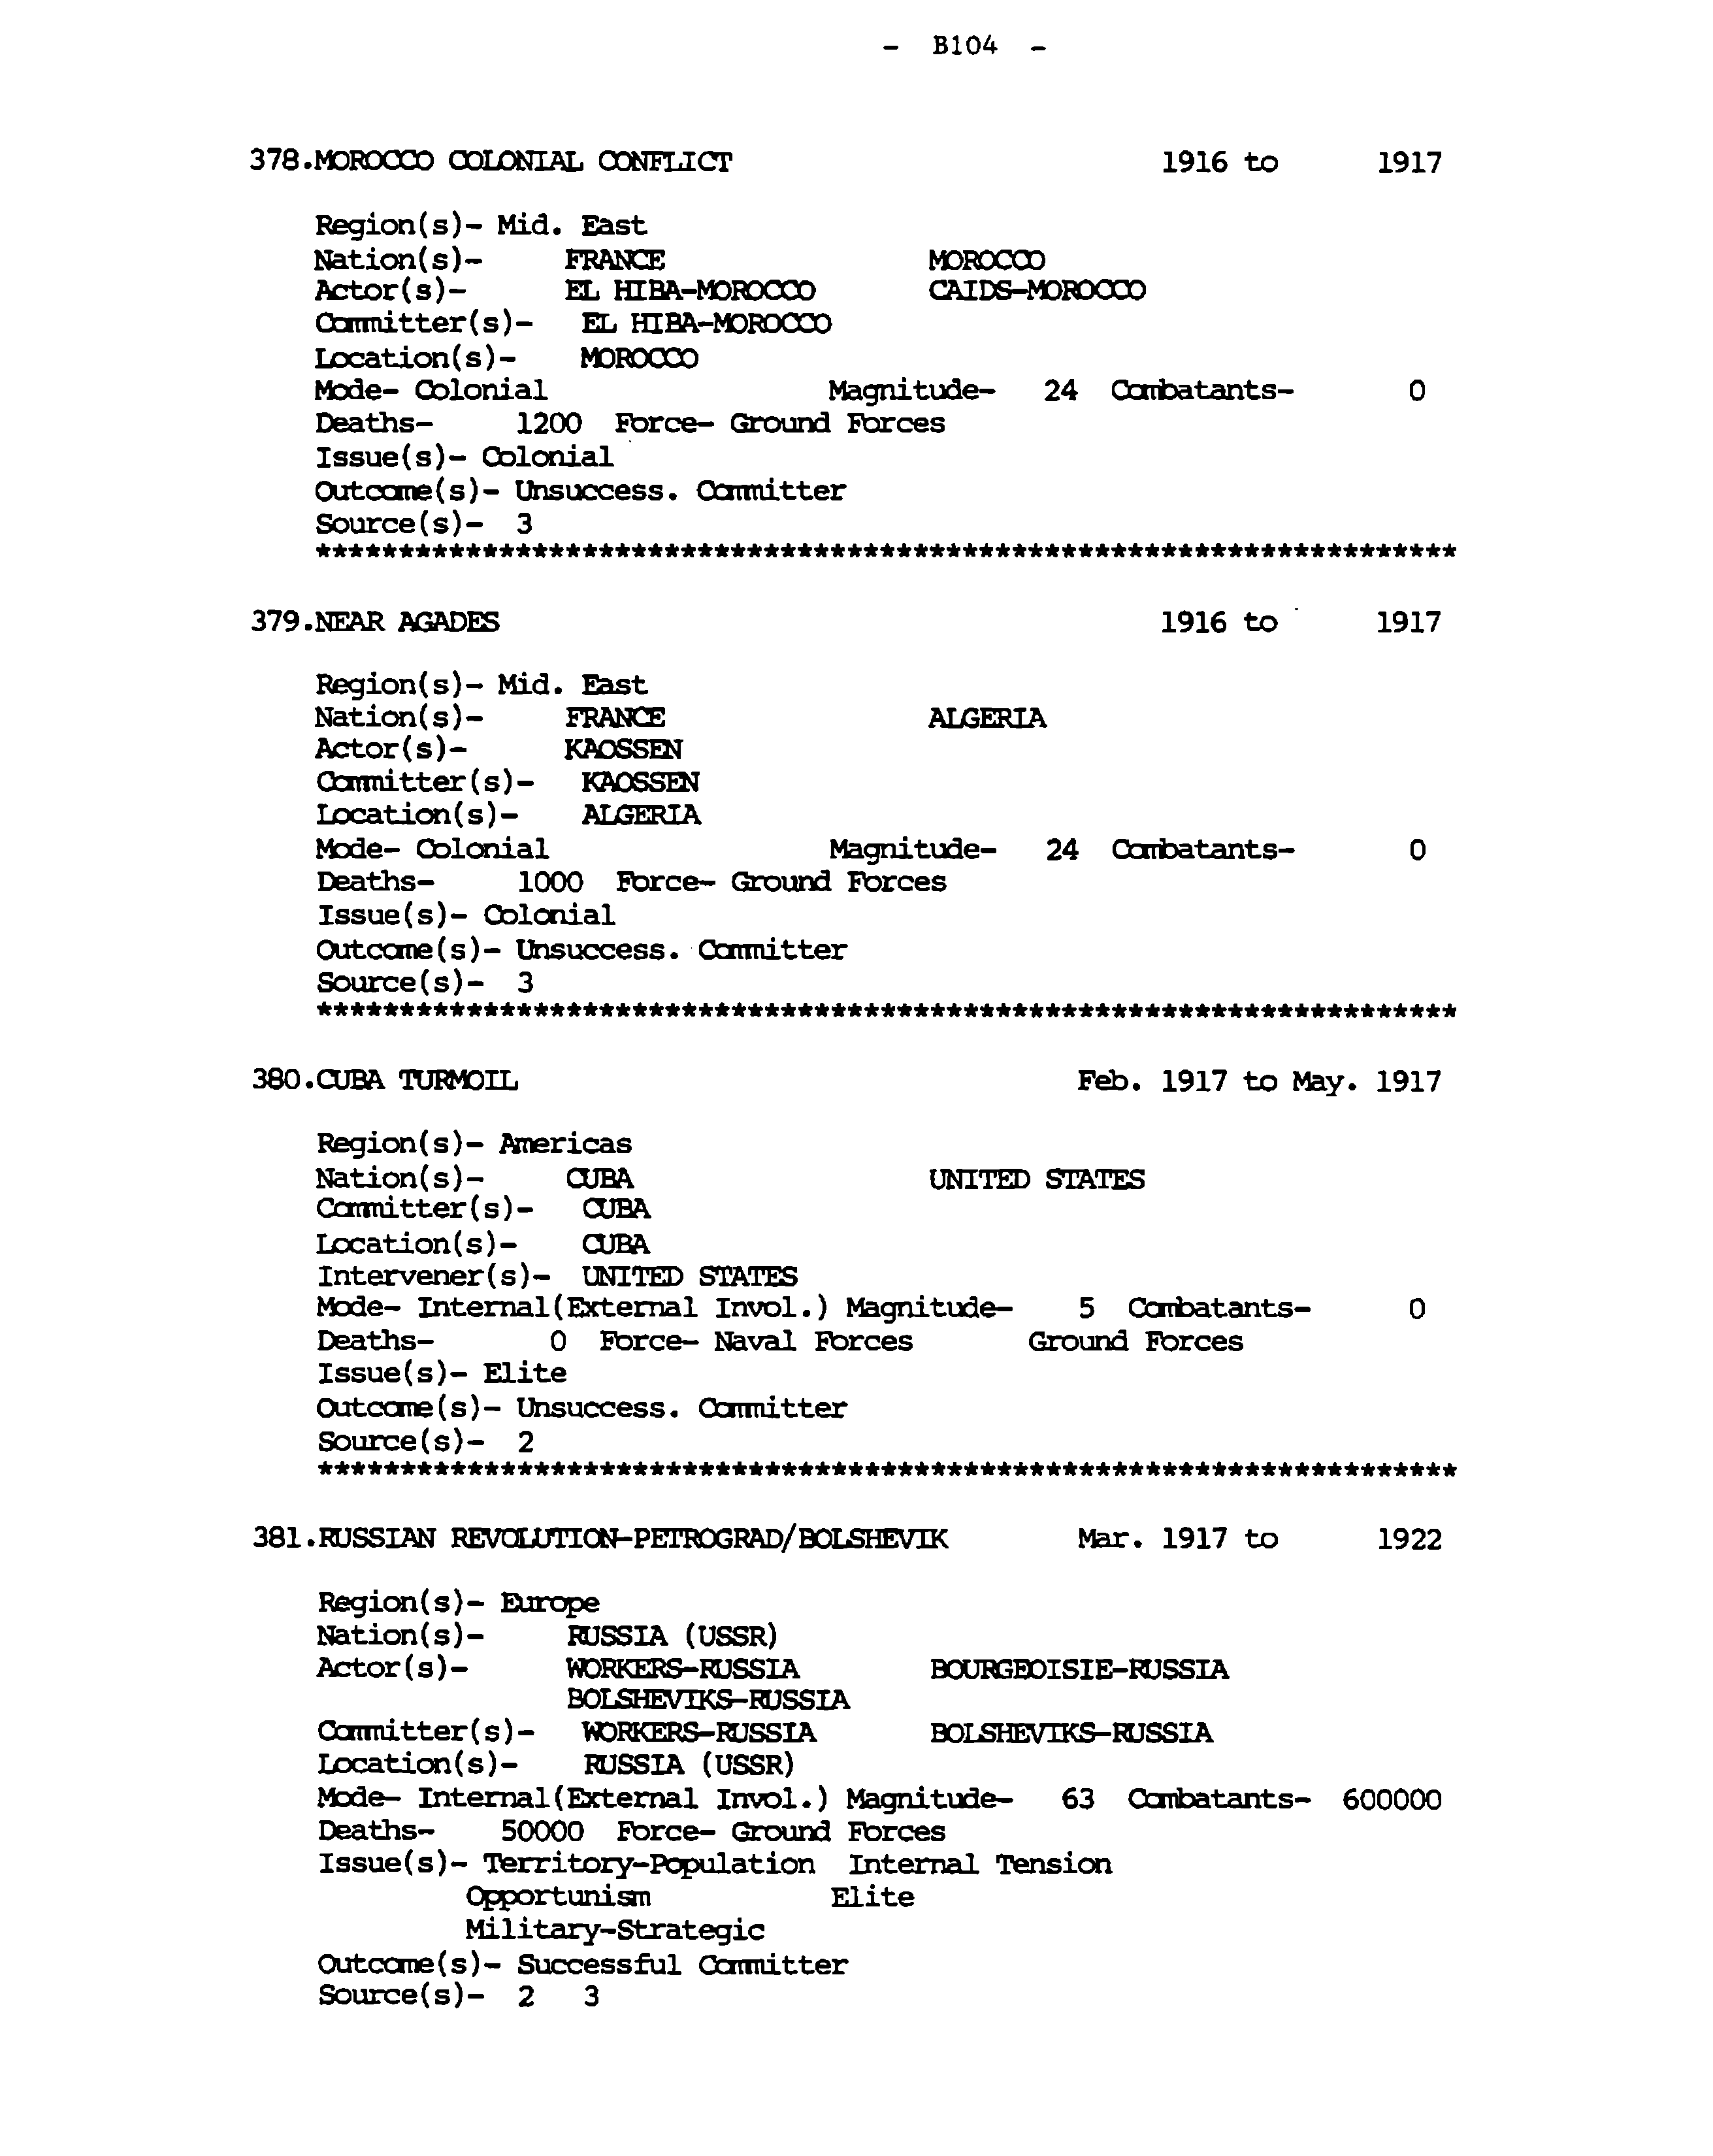 - B104 -
378.MOROCCO COLONIAL CONFLICT 1916 to 1917
Region(s)- Mid. East
Nation(s)- FRANCE MOROCCO
Actor(s)- EL HIBA-MOROCCO CAIDS-MOROCCO
Committer(s)- EL HIBA-MOROCCO
Location(s)- MOROCCO
Mode- Colonial Magnitude- 24 Combatants- 0
Deaths- 1200 Force- Ground Forces
Issue(s)- Colonial
Outcome(s)- Unsuccess. Committer
Source(s)- 3
*********************************************************************
379.NEAR AGADES 1916 to 1917
Region(s)- Mid. East
Nation(s)- FRANCE ALGERIA
Actor(s)- KAOSSEN
Committer(s)- KAOSSEN
Location(s)- ALGERIA
Mode- Colonial Magnitude- 24 Combatants- 0
Deaths- 1000 Force- Ground Forces
Issue(s)- Colonial
Outcome(s)- Unsuccess. Committer
Source(s)- 3
*********************************************************************
380.CUBA TURMOIL Feb. 1917 to May. 1917
Region(s)- Americas
Nation(s)- CUBA UNITED STATES
Committer(s)- CUBA
Location(s)- CUBA
Intervener(s)- UNITED STATES
Mode- Internal(External Invol.) Magnitude- 5 Combatants- 0
Deaths- 0 Force- Naval Forces Ground Forces
Issue(s)- Elite
Outcome(s)- Unsuccess. Committer
Source(s)- 2
*********************************************************************
381.RUSSIAN REVOLUTION-PETROGRAD/BOLSHEVIK Mar. 1917 to 1922
Region(s)- Europe
Nation(s)- RUSSIA (USSR)
Actor(s)- WORKERS-RUSSIA BOURGEOISIE-RUSSIA
BOLSHEVIKS-RUSSIA
Committer(s)- WORKERS-RUSSIA BOLSHEVIKS-RUSSIA
Location(s)- RUSSIA (USSR)
Mode- Internal(External Invol.) Magnitude- 63 Combatants- 600000
Deaths- 50000 Force- Ground Forces
Issue(s)- Territory-Population Internal Tension
Opportunism Elite
Military-Strategic
Outcome(s)- Successful Committer
Source(s)- 2 3